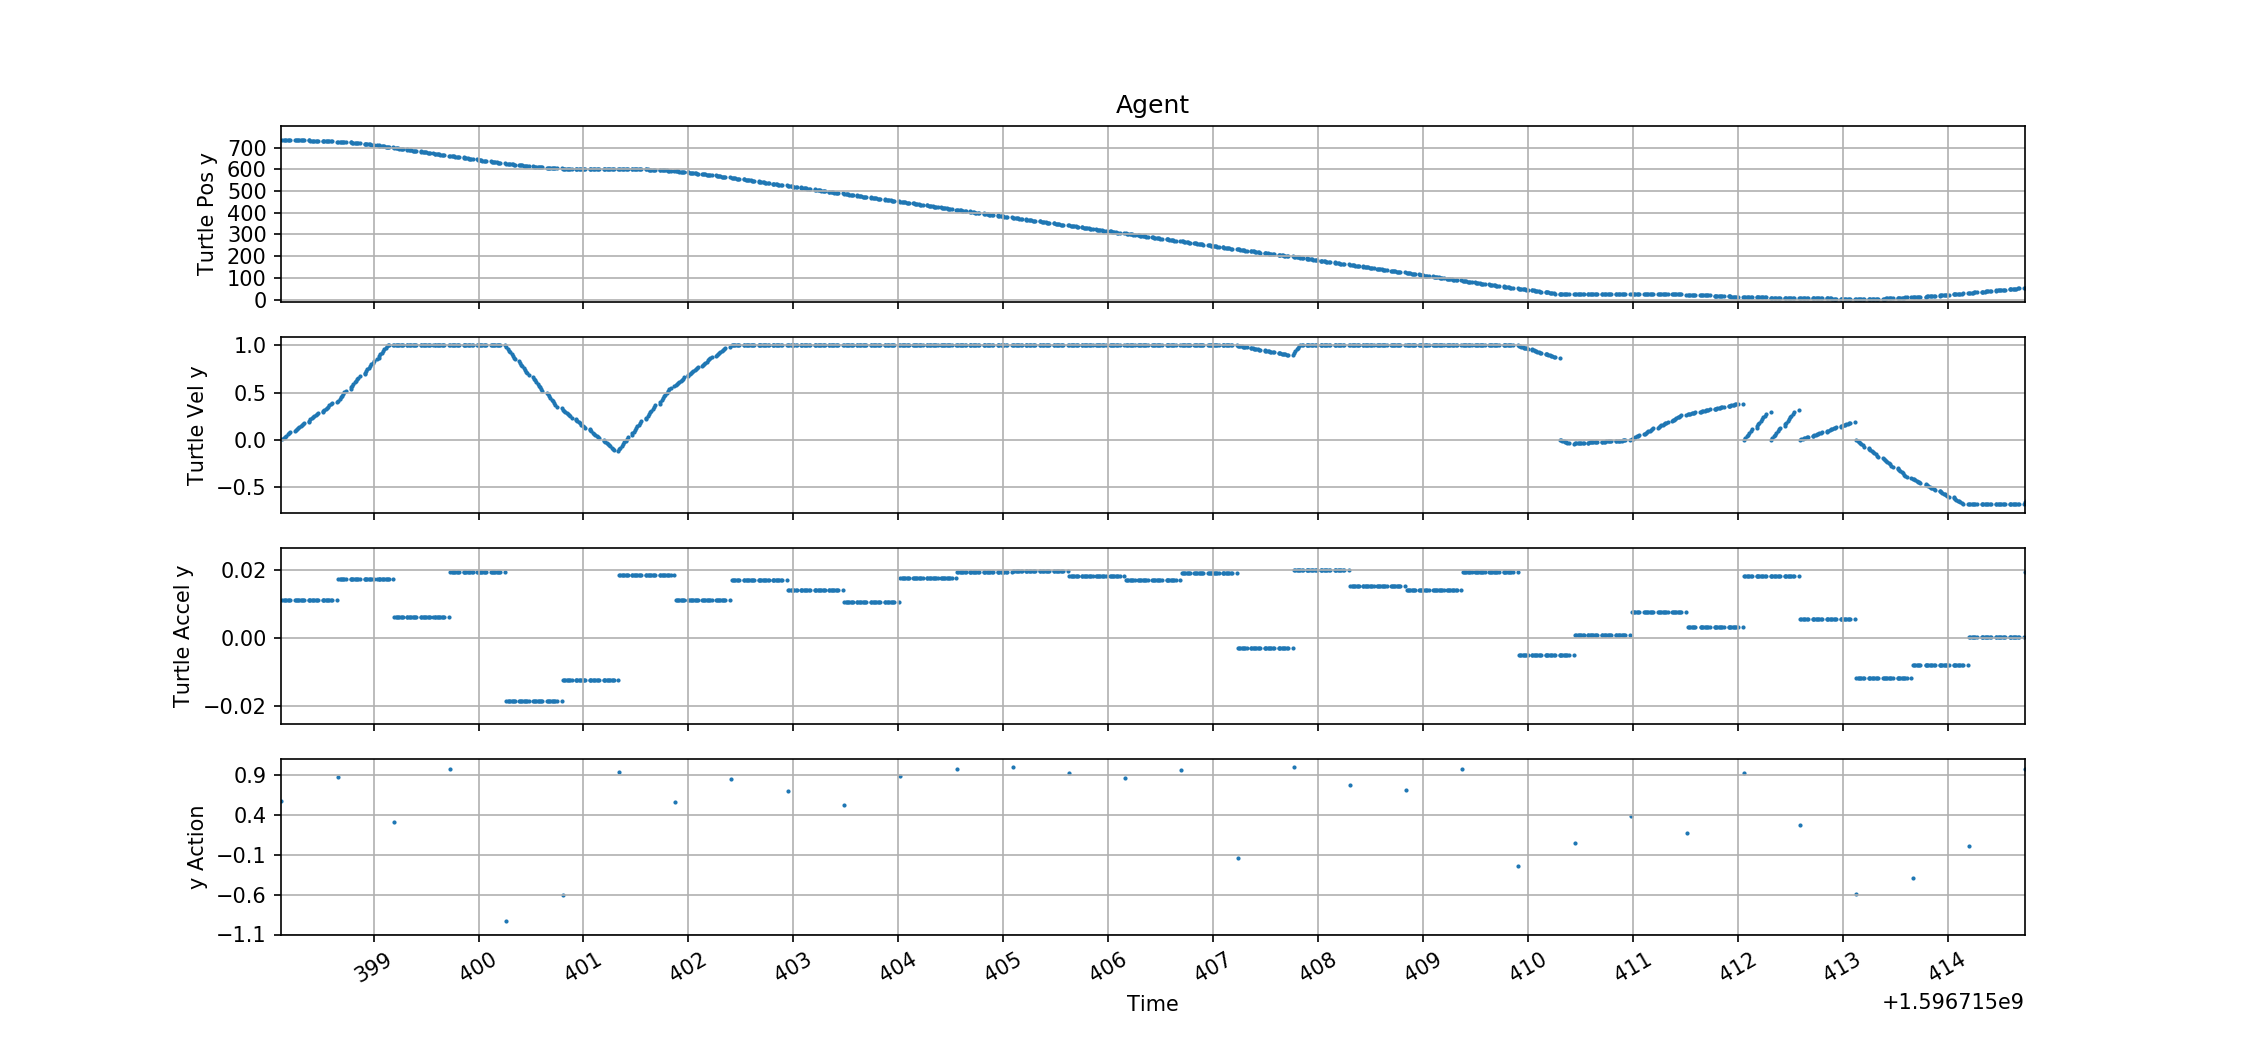 Agent
Turtle Pos y
700
600
500
400
300
200
100
0
Turtle Vel y
1.0
0.5
0.0
−0.5
Turtle Accel y
0.02
0.00
−0.02
y Action
0.9
0.4
−0.1
−0.6
−1.1
399 400 401 402 403 404 405 406 407 408 409 410 411 412 413 414
Time
+1.596715e9